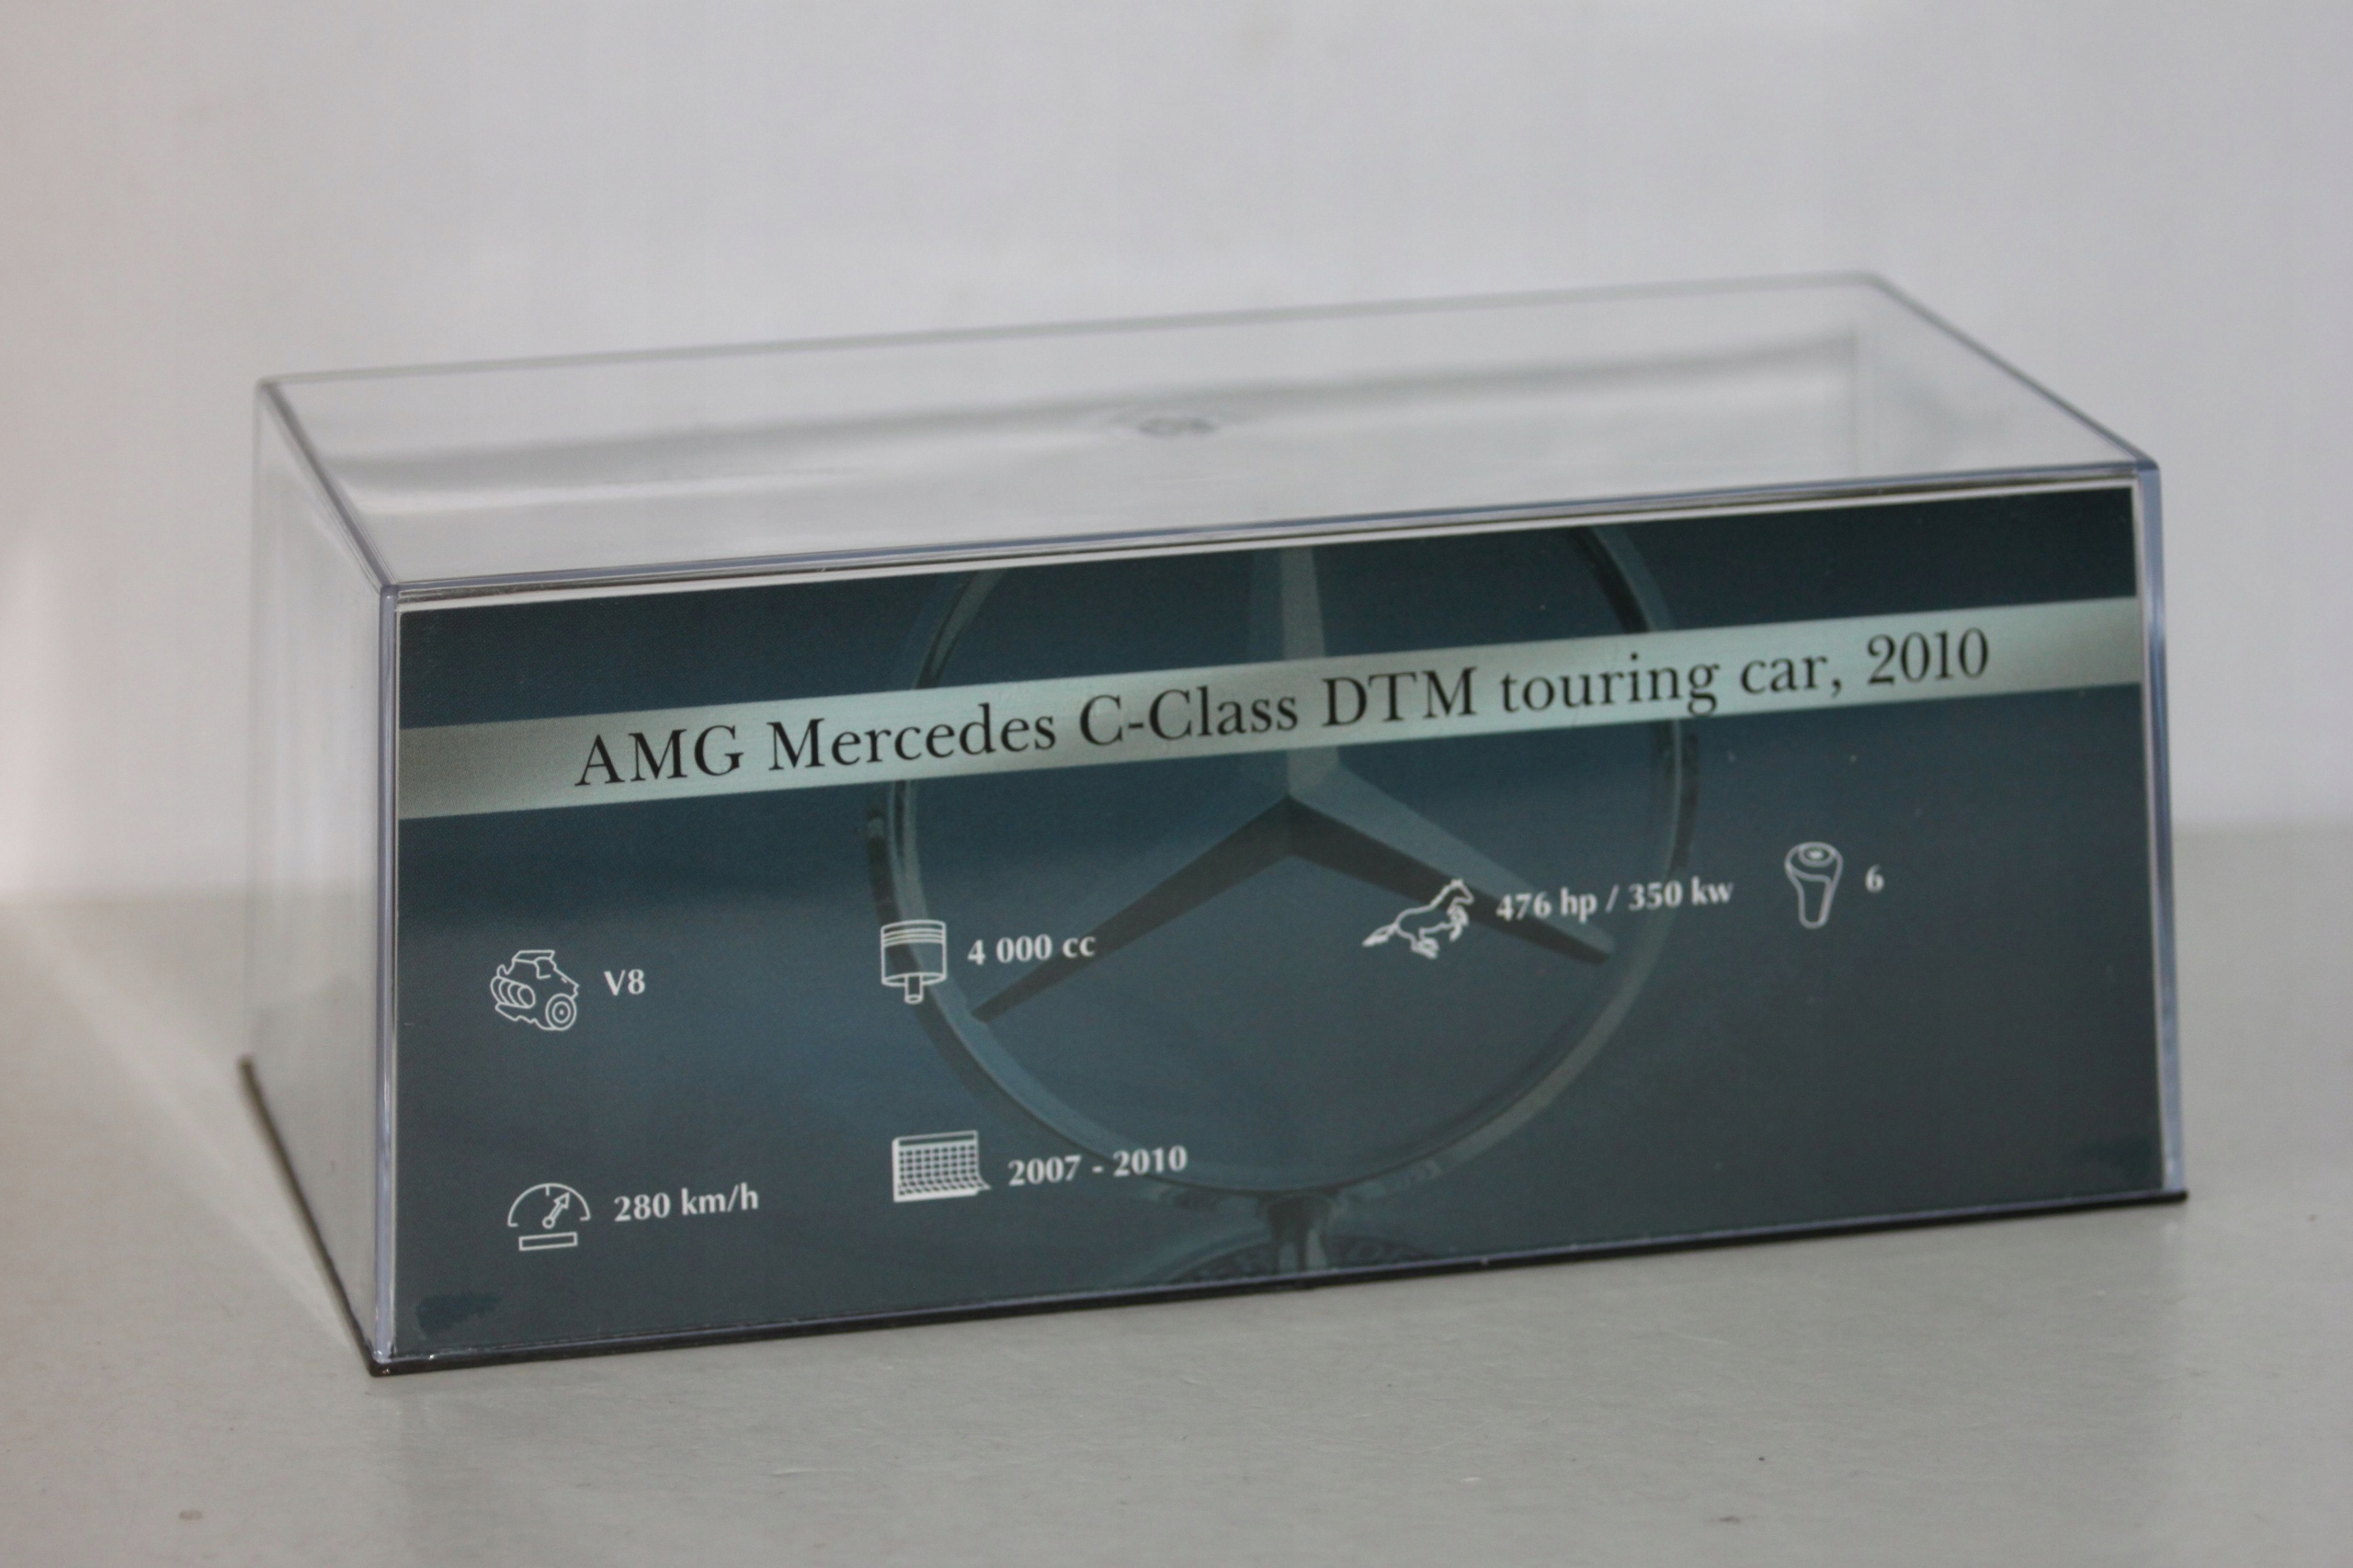 AMG Mercedes C-Class DTM touring car, 2010
V8
4 000 cc
476 hp / 350 kw
6
280 km/h
2007 - 2010